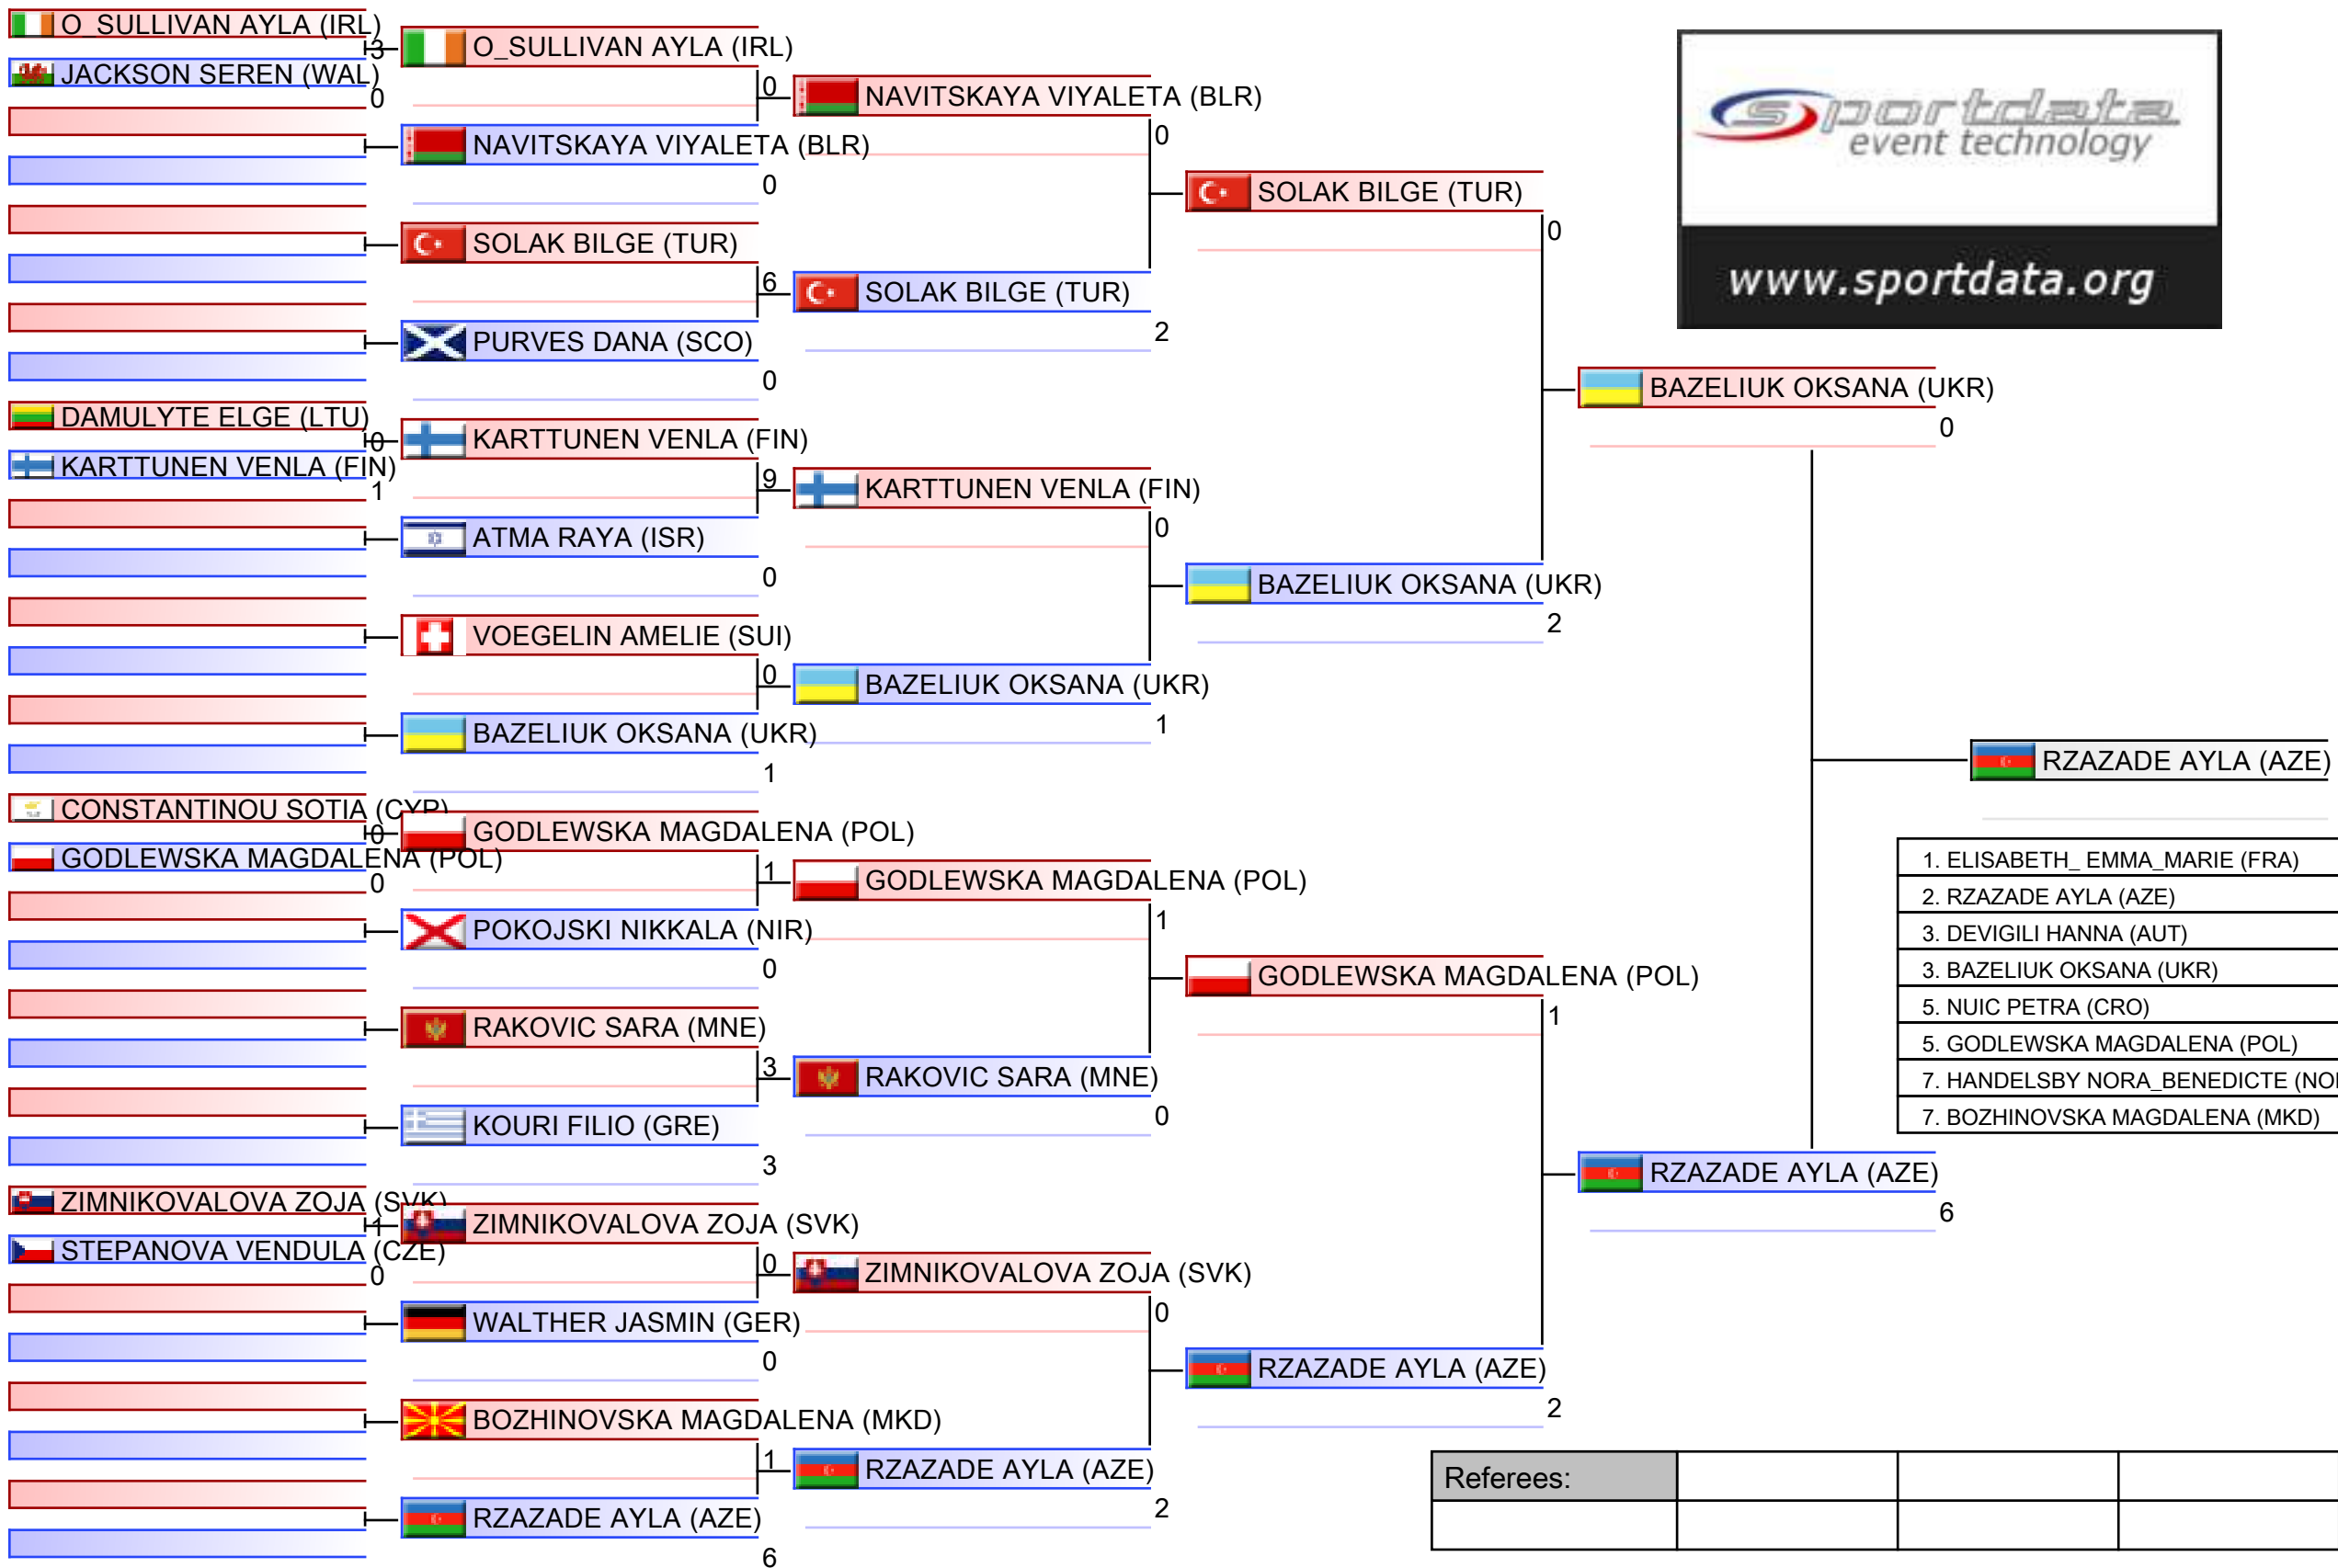 O_SULLIVAN AYLA (IRL)
3
JACKSON SEREN (WAL)
0
DAMULYTE ELGE (LTU)
0
KARTTUNEN VENLA (FIN)
1
CONSTANTINOU SOTIA (CYP)
0
GODLEWSKA MAGDALENA (POL)
0
ZIMNIKOVALOVA ZOJA (SVK)
1
STEPANOVA VENDULA (CZE)
0
O_SULLIVAN AYLA (IRL)
0
NAVITSKAYA VIYALETA (BLR)
0
SOLAK BILGE (TUR)
6
PURVES DANA (SCO)
0
KARTTUNEN VENLA (FIN)
9
ATMA RAYA (ISR)
0
VOEGELIN AMELIE (SUI)
0
BAZELIUK OKSANA (UKR)
1
GODLEWSKA MAGDALENA (POL)
1
POKOJSKI NIKKALA (NIR)
0
RAKOVIC SARA (MNE)
3
KOURI FILIO (GRE)
3
ZIMNIKOVALOVA ZOJA (SVK)
0
WALTHER JASMIN (GER)
0
BOZHINOVSKA MAGDALENA (MKD)
1
RZAZADE AYLA (AZE)
6
NAVITSKAYA VIYALETA (BLR)
0
SOLAK BILGE (TUR)
2
KARTTUNEN VENLA (FIN)
0
BAZELIUK OKSANA (UKR)
1
GODLEWSKA MAGDALENA (POL)
1
RAKOVIC SARA (MNE)
0
ZIMNIKOVALOVA ZOJA (SVK)
0
RZAZADE AYLA (AZE)
2
SOLAK BILGE (TUR)
0
BAZELIUK OKSANA (UKR)
2
GODLEWSKA MAGDALENA (POL)
1
RZAZADE AYLA (AZE)
2
BAZELIUK OKSANA (UKR)
0
RZAZADE AYLA (AZE)
6
RZAZADE AYLA (AZE)
sportdata
event technology
www.sportdata.org
1. ELISABETH_ EMMA_MARIE (FRA)
2. RZAZADE AYLA (AZE)
3. DEVIGILI HANNA (AUT)
3. BAZELIUK OKSANA (UKR)
5. NUIC PETRA (CRO)
5. GODLEWSKA MAGDALENA (POL)
7. HANDELSBY NORA_BENEDICTE (NO
7. BOZHINOVSKA MAGDALENA (MKD)
Referees: